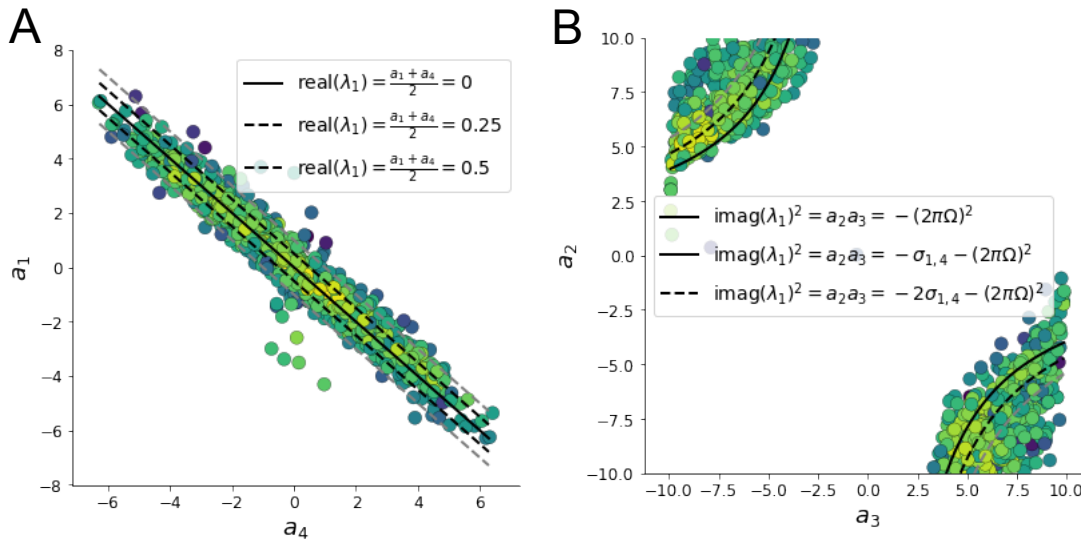 A
B
8
6
4
2
0
−2
−4
−6
−8
a₁
−6 −4 −2 0 2 4 6
a₄
real(λ₁) = (a₁ + a₄)/2 = 0
real(λ₁) = (a₁ + a₄)/2 = 0.25
real(λ₁) = (a₁ + a₄)/2 = 0.5
10.0
7.5
5.0
2.5
0.0
−2.5
−5.0
−7.5
−10.0
a₂
−10.0 −7.5 −5.0 −2.5 0.0 2.5 5.0 7.5 10.0
a₃
imag(λ₁)² = a₂a₃ = −(2πΩ)²
imag(λ₁)² = a₂a₃ = −σ₁,₄ − (2πΩ)²
imag(λ₁)² = a₂a₃ = −2σ₁,₄ − (2πΩ)²